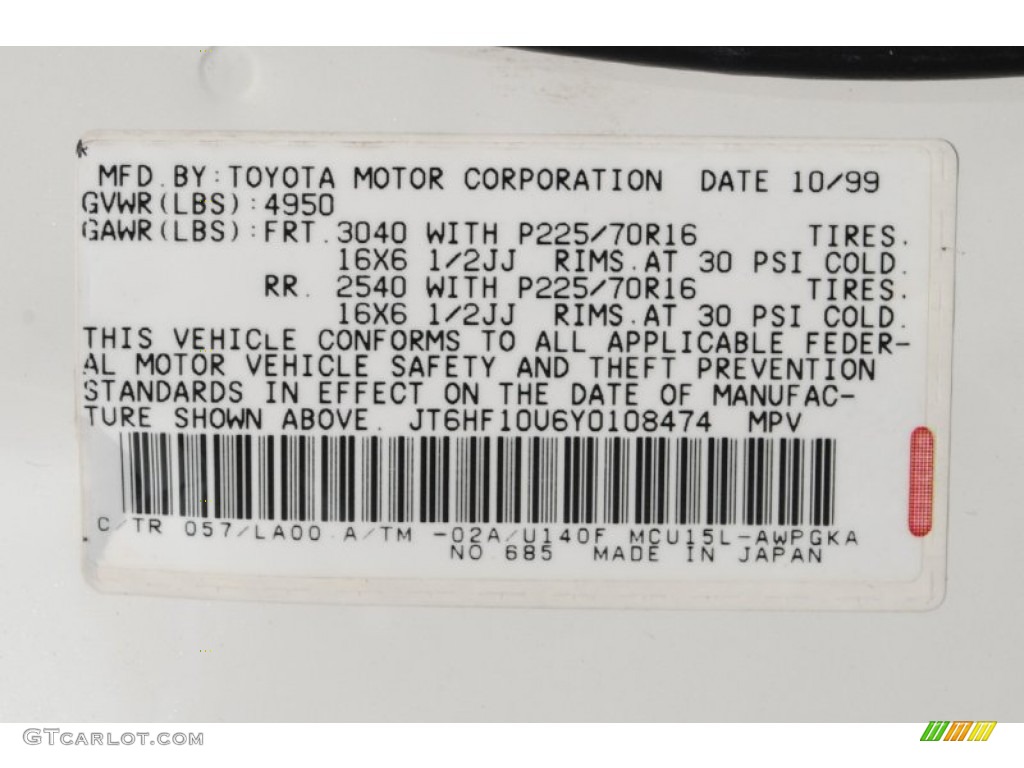 MFD.BY:TOYOTA MOTOR CORPORATION DATE 10/99
GVWR(LBS):4950
GAWR(LBS):FRT.3040 WITH P225/70R16 TIRES.
16X6 1/2JJ RIMS.AT 30 PSI COLD.
RR. 2540 WITH P225/70R16 TIRES.
16X6 1/2JJ RIMS.AT 30 PSI COLD.
THIS VEHICLE CONFORMS TO ALL APPLICABLE FEDER-
AL MOTOR VEHICLE SAFETY AND THEFT PREVENTION
STANDARDS IN EFFECT ON THE DATE OF MANUFAC-
TURE SHOWN ABOVE. JT6HF10U6Y0108474 MPV
C/TR 057/LA00 A/TM -02A/U140F MCU15L-AWPGKA
NO.685 MADE IN JAPAN
GTCARLOT.COM